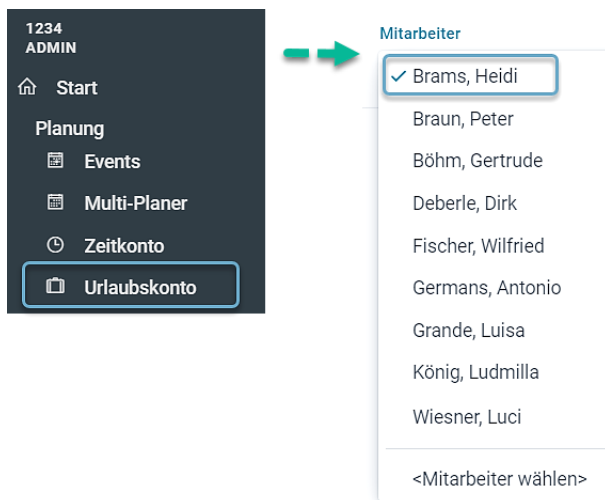 1234
ADMIN
Start
Planung
Events
Multi-Planer
Zeitkonto
Urlaubskonto
Mitarbeiter
Brams, Heidi
Braun, Peter
Böhm, Gertrude
Deberle, Dirk
Fischer, Wilfried
Germans, Antonio
Grande, Luisa
König, Ludmilla
Wiesner, Luci
<Mitarbeiter wählen>